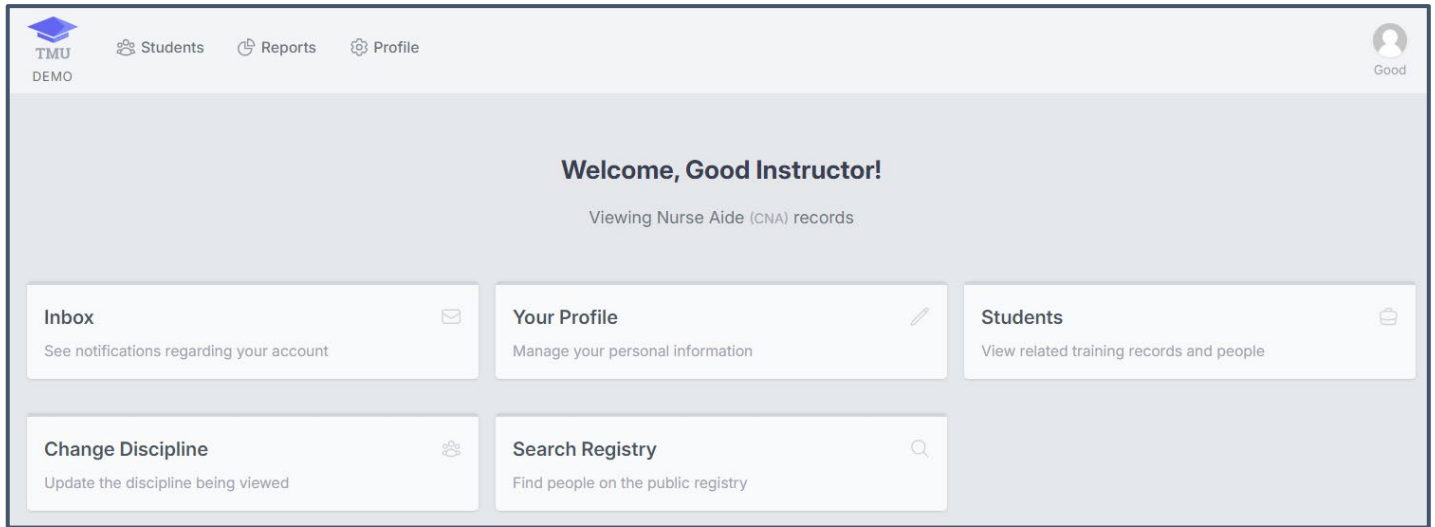 TMU
DEMO
Students
Reports
Profile
Good
Welcome, Good Instructor!
Viewing Nurse Aide (CNA) records
Inbox
See notifications regarding your account
Your Profile
Manage your personal information
Students
View related training records and people
Change Discipline
Update the discipline being viewed
Search Registry
Find people on the public registry